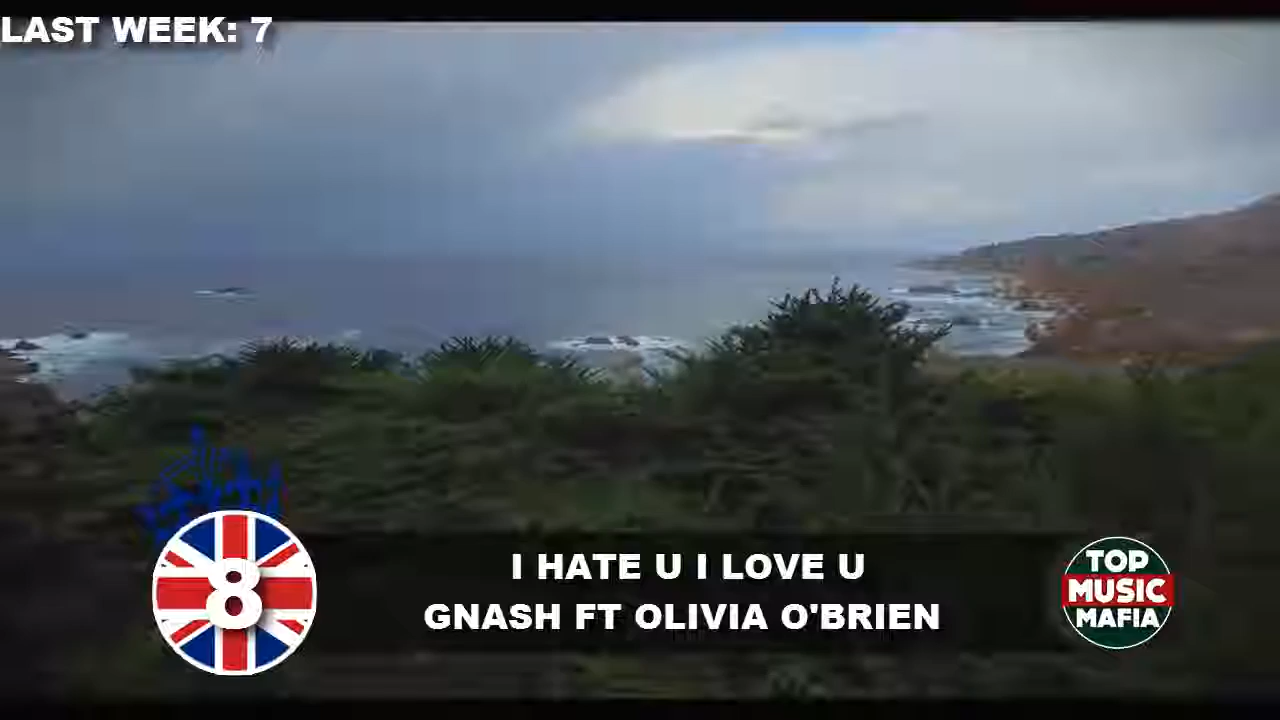 LAST WEEK: 7
8
I HATE U I LOVE U
GNASH FT OLIVIA O'BRIEN
TOP
MUSIC
MAFIA